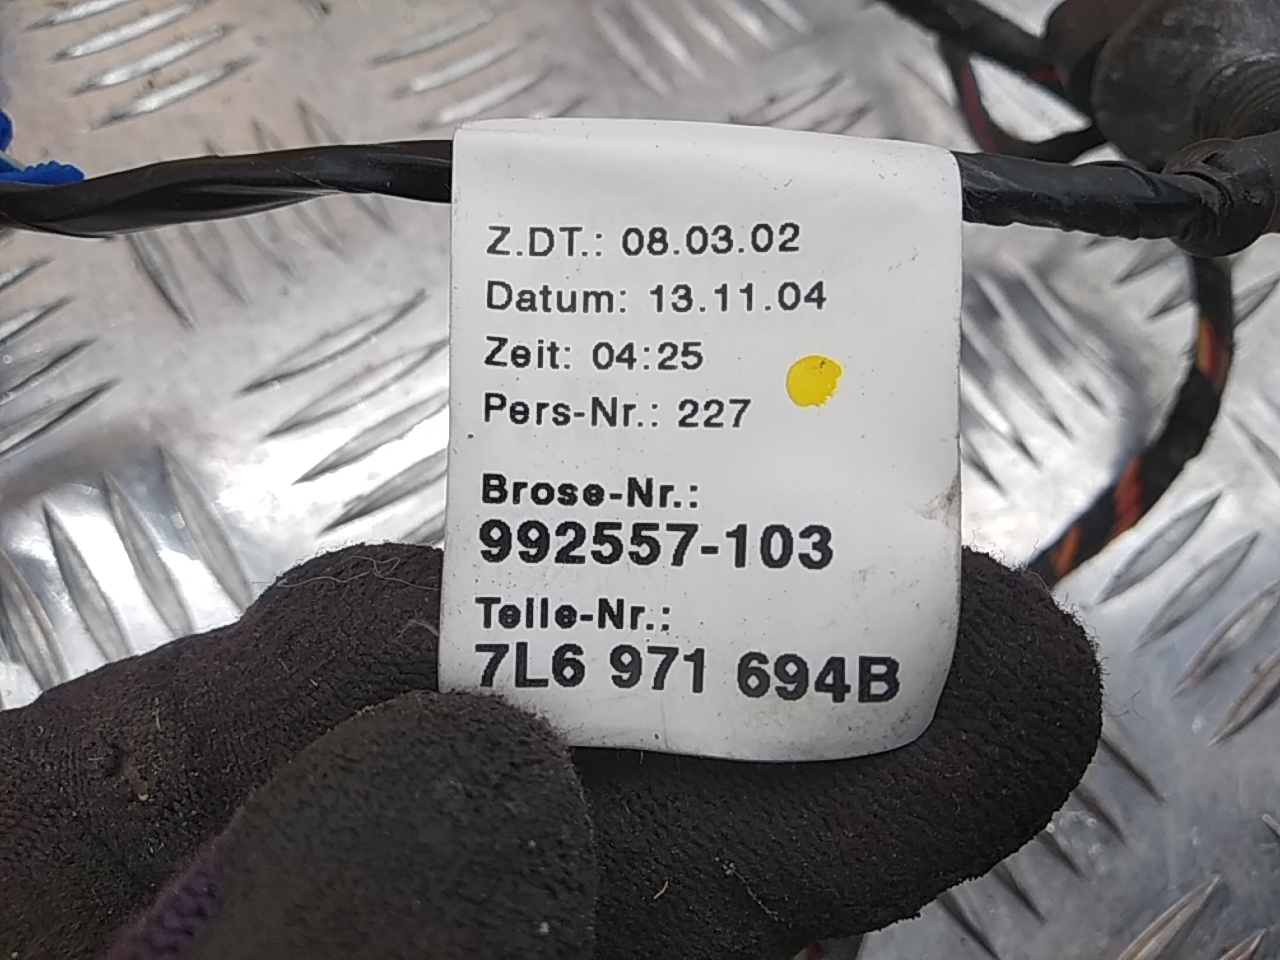 Z.DT.: 08.03.02
Datum: 13.11.04
Zeit: 04:25
Pers-Nr.: 227
Brose-Nr.:
992557-103
Teile-Nr.:
7L6 971 694B